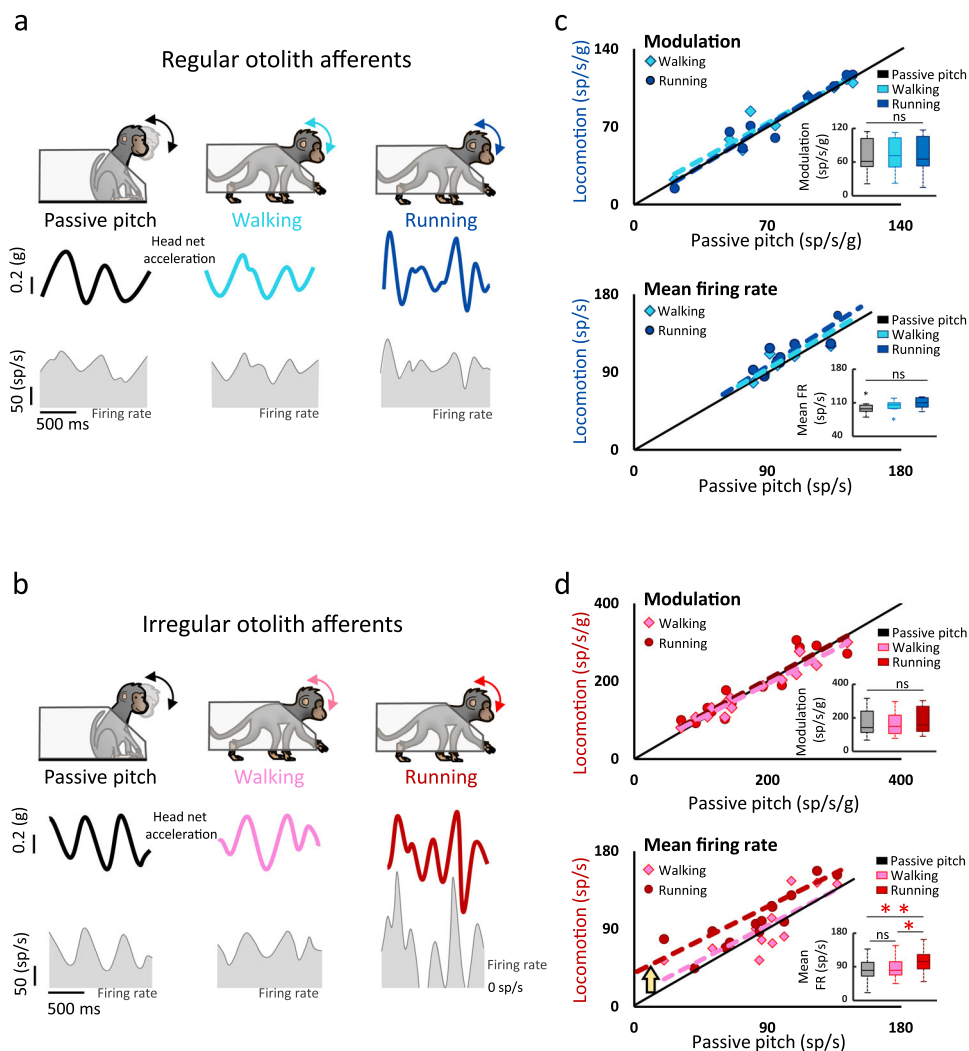 a
Regular otolith afferents
Passive pitch
Walking
Running
0.2 (g)
Head net
acceleration
50 (sp/s)
Firing rate
Firing rate
500 ms
b
Irregular otolith afferents
Passive pitch
Walking
Running
0.2 (g)
Head net
acceleration
50 (sp/s)
Firing rate
Firing rate
0 sp/s
500 ms
c
Modulation
Walking
Running
Locomotion (sp/s/g)
140
70
0
0
70
140
Passive pitch (sp/s/g)
Passive pitch
Walking
Running
ns
Modulation
(sp/s/g)
120
60
0
Mean firing rate
Walking
Running
Locomotion (sp/s)
180
90
0
0
90
180
Passive pitch (sp/s)
Passive pitch
Walking
Running
ns
Mean FR
(sp/s)
180
110
40
d
Modulation
Walking
Running
Locomotion (sp/s/g)
400
200
0
200
400
Passive pitch (sp/s/g)
Passive pitch
Walking
Running
ns
Modulation
(sp/s/g)
400
200
0
Mean firing rate
Walking
Running
Locomotion (sp/s)
180
90
0
0
90
180
Passive pitch (sp/s)
Passive pitch
Walking
Running
* *
ns
*
Mean
FR (sp/s)
180
90
0